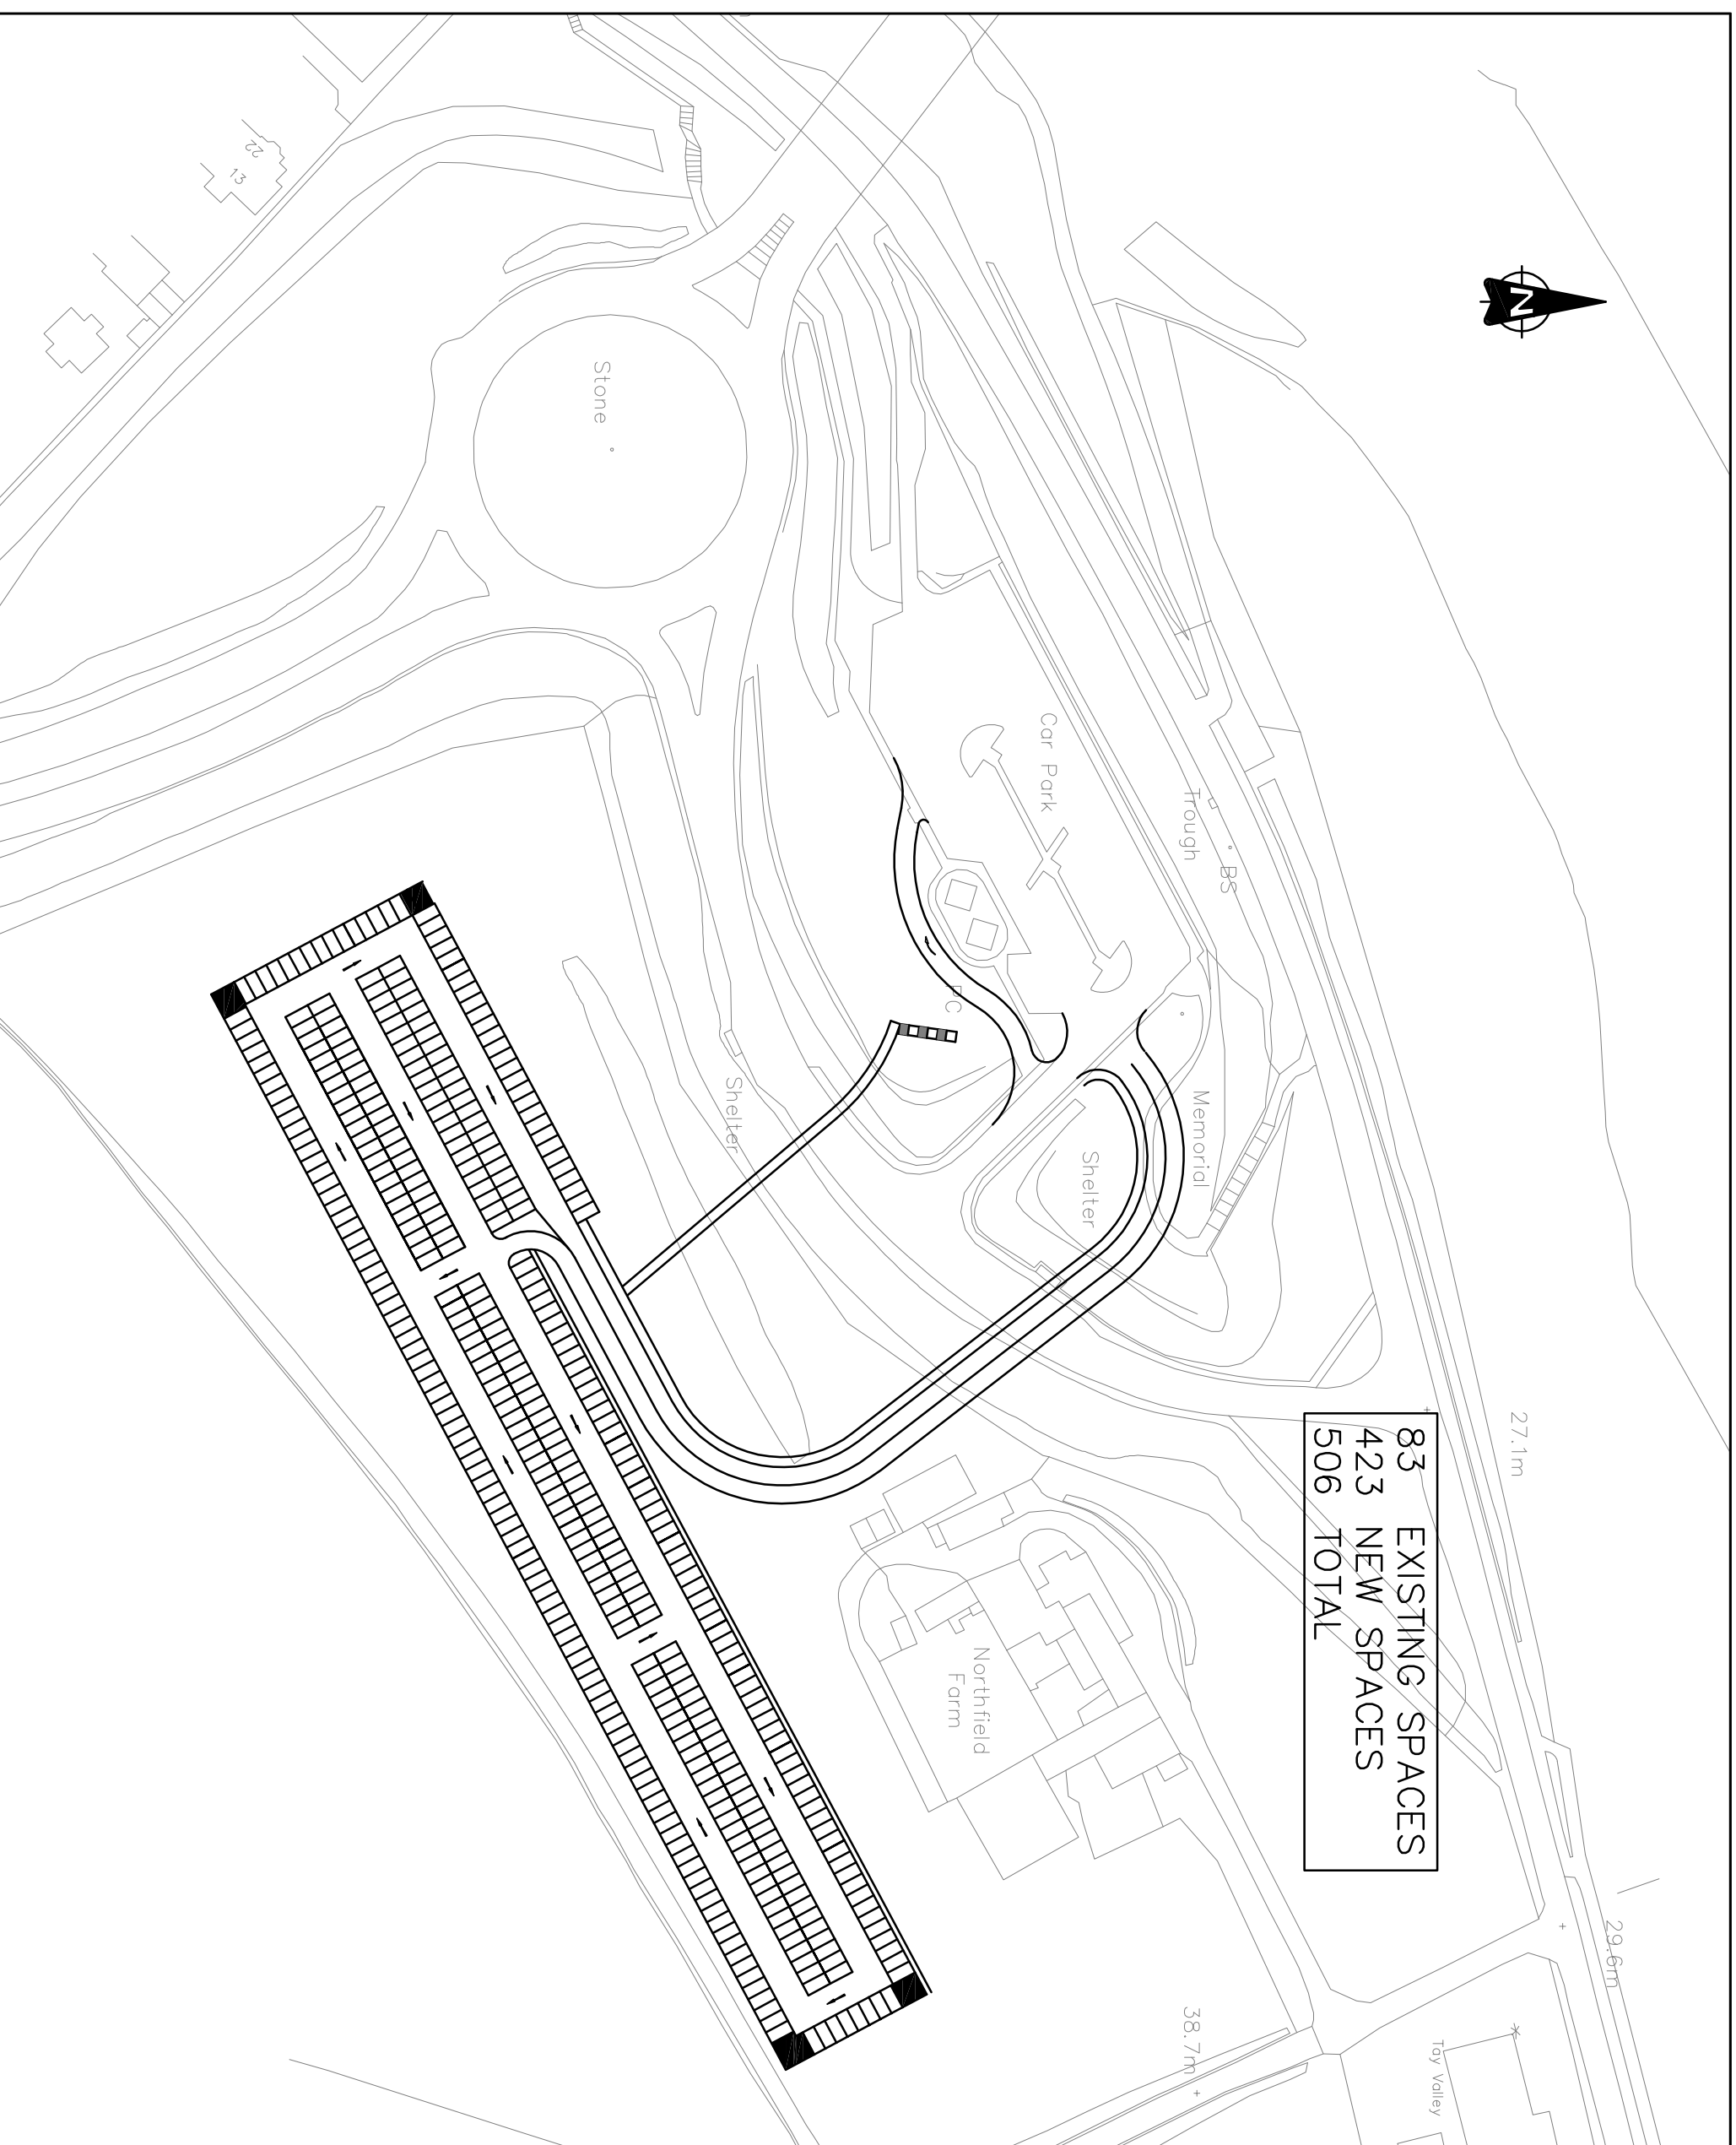 N
22
13
Stone
Car Park
Trough
BS
PC
Shelter
Memorial
Shelter
27.1m
83 EXISTING SPACES
423 NEW SPACES
506 TOTAL
Northfield
Farm
29.6m
38.7m
Tay Valley